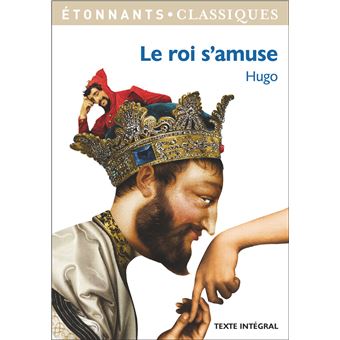 ÉTONNANTS • CLASSIQUES
Le roi s’amuse
Hugo
TEXTE INTÉGRAL